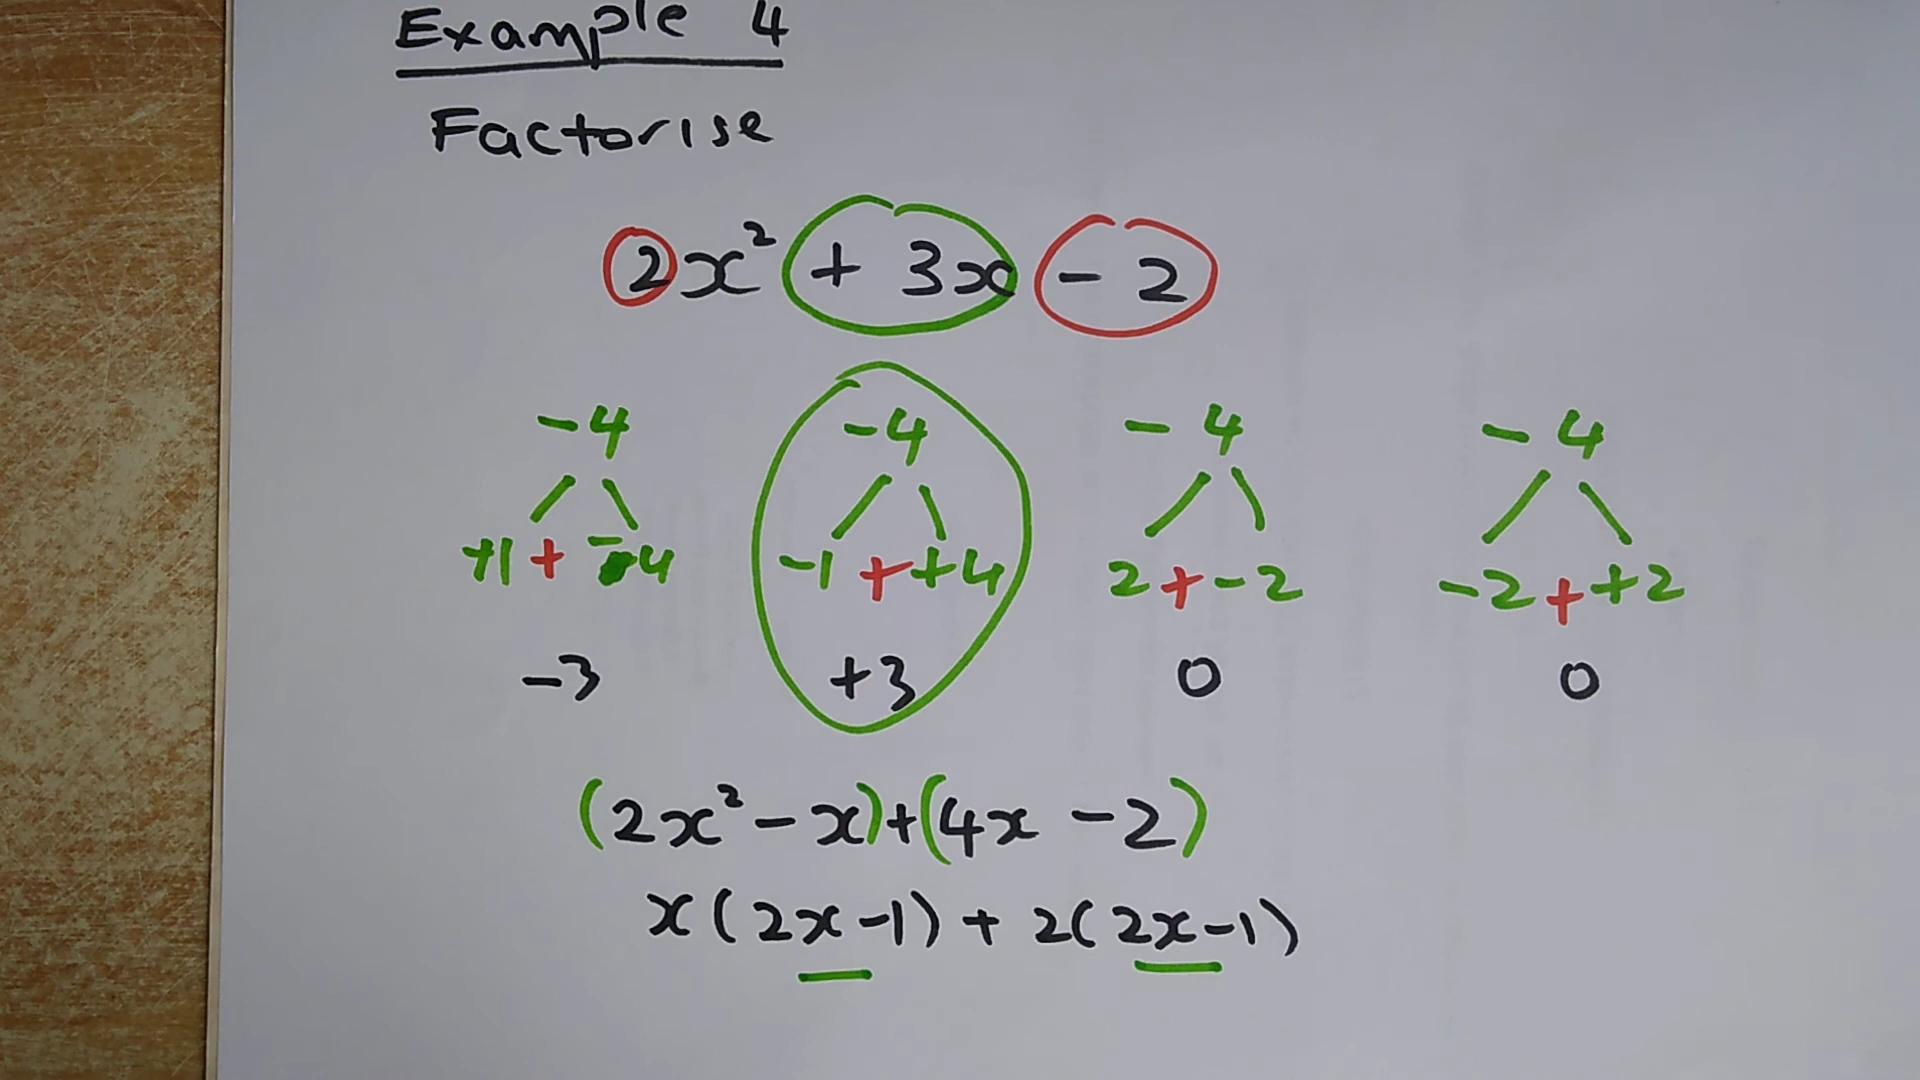 Example 4
Factorise
2x² + 3x - 2
-4 -4 -4 -4
+1 + -4 -1 + +4 2 + -2 -2 + +2
-3 +3 0 0
(2x² - x) + (4x - 2)
x(2x - 1) + 2(2x - 1)